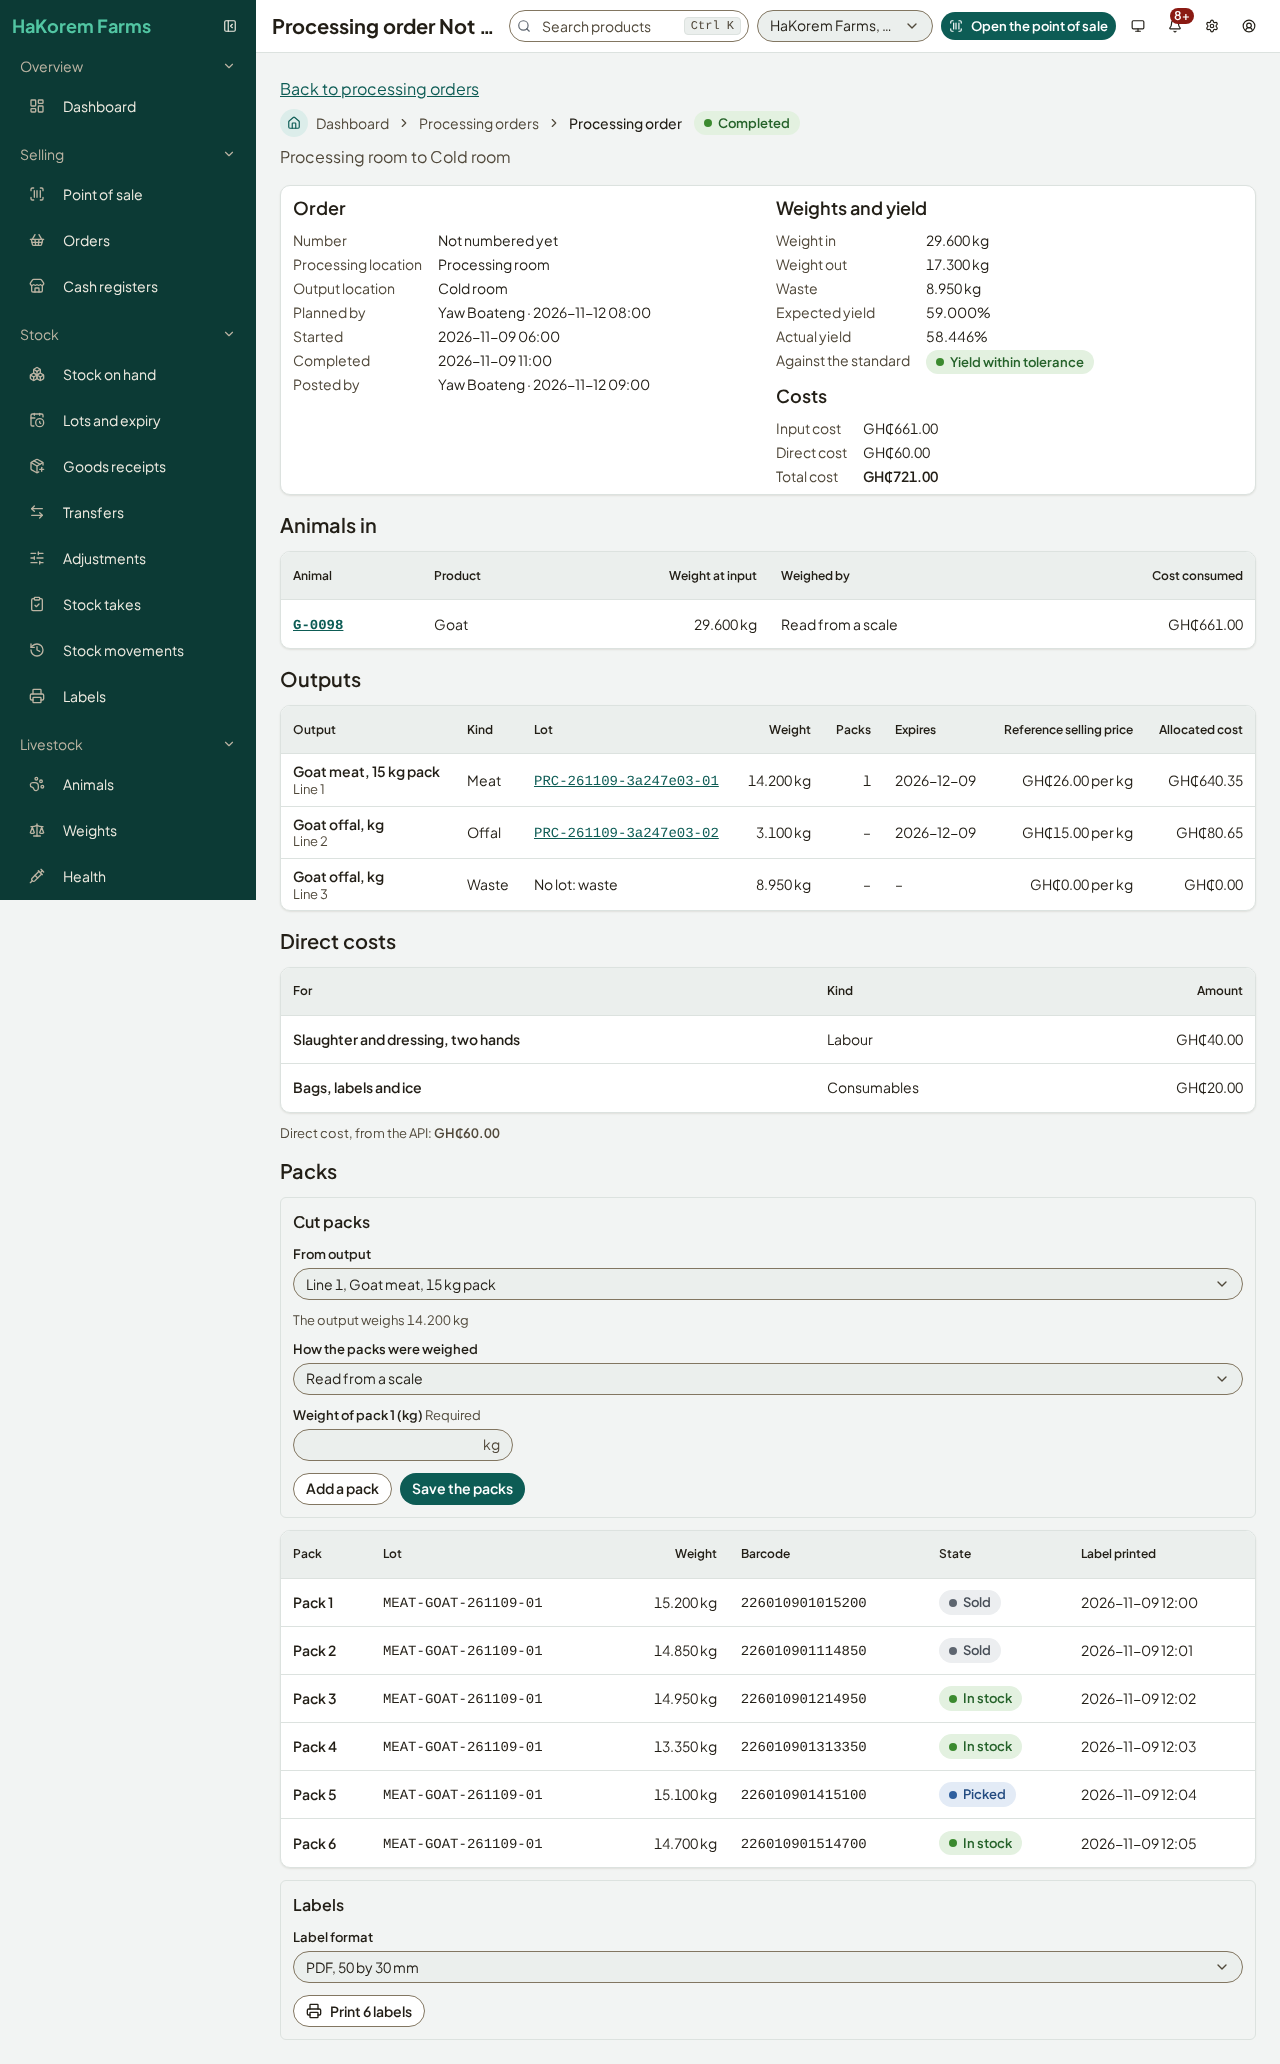 HaKorem Farms
Overview
Dashboard
Selling
Point of sale
Orders
Cash registers
Stock
Stock on hand
Lots and expiry
Goods receipts
Transfers
Adjustments
Stock takes
Stock movements
Labels
Livestock
Animals
Weights
Health
Processing order Not ...
Search products Ctrl K
HaKorem Farms, ...
Open the point of sale
8+
Back to processing orders
Dashboard > Processing orders > Processing order Completed
Processing room to Cold room
Order
Number Not numbered yet
Processing location Processing room
Output location Cold room
Planned by Yaw Boateng · 2026-11-12 08:00
Started 2026-11-09 06:00
Completed 2026-11-09 11:00
Posted by Yaw Boateng · 2026-11-12 09:00
Weights and yield
Weight in 29.600 kg
Weight out 17.300 kg
Waste 8.950 kg
Expected yield 59.000%
Actual yield 58.446%
Against the standard Yield within tolerance
Costs
Input cost GH₵661.00
Direct cost GH₵60.00
Total cost GH₵721.00
Animals in
Animal Product Weight at input Weighed by Cost consumed
G-0098 Goat 29.600 kg Read from a scale GH₵661.00
Outputs
Output Kind Lot Weight Packs Expires Reference selling price Allocated cost
Goat meat, 15 kg pack
Line 1
Meat PRC-261109-3a247e03-01 14.200 kg 1 2026-12-09 GH₵26.00 per kg GH₵640.35
Goat offal, kg
Line 2
Offal PRC-261109-3a247e03-02 3.100 kg – 2026-12-09 GH₵15.00 per kg GH₵80.65
Goat offal, kg
Line 3
Waste No lot: waste 8.950 kg – – GH₵0.00 per kg GH₵0.00
Direct costs
For Kind Amount
Slaughter and dressing, two hands Labour GH₵40.00
Bags, labels and ice Consumables GH₵20.00
Direct cost, from the API: GH₵60.00
Packs
Cut packs
From output
Line 1, Goat meat, 15 kg pack
The output weighs 14.200 kg
How the packs were weighed
Read from a scale
Weight of pack 1 (kg) Required
kg
Add a pack Save the packs
Pack Lot Weight Barcode State Label printed
Pack 1 MEAT-GOAT-261109-01 15.200 kg 226010901015200 Sold 2026-11-09 12:00
Pack 2 MEAT-GOAT-261109-01 14.850 kg 226010901114850 Sold 2026-11-09 12:01
Pack 3 MEAT-GOAT-261109-01 14.950 kg 226010901214950 In stock 2026-11-09 12:02
Pack 4 MEAT-GOAT-261109-01 13.350 kg 226010901313350 In stock 2026-11-09 12:03
Pack 5 MEAT-GOAT-261109-01 15.100 kg 226010901415100 Picked 2026-11-09 12:04
Pack 6 MEAT-GOAT-261109-01 14.700 kg 226010901514700 In stock 2026-11-09 12:05
Labels
Label format
PDF, 50 by 30 mm
Print 6 labels